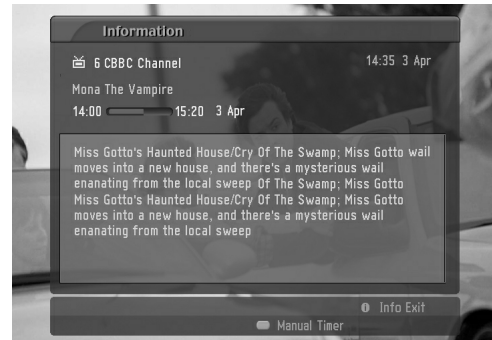 Information
6 CBBC Channel
14:35 3 Apr
Mona The Vampire
14:00 15:20 3 Apr
Miss Gotto's Haunted House/Cry Of The Swamp; Miss Gotto wail
moves into a new house, and there's a mysterious wail
enanating from the local sweep Of The Swamp; Miss Gotto
Miss Gotto's Haunted House/Cry Of The Swamp; Miss Gotto
moves into a new house, and there's a mysterious wail
enanating from the local sweep
i Info Exit
Manual Timer